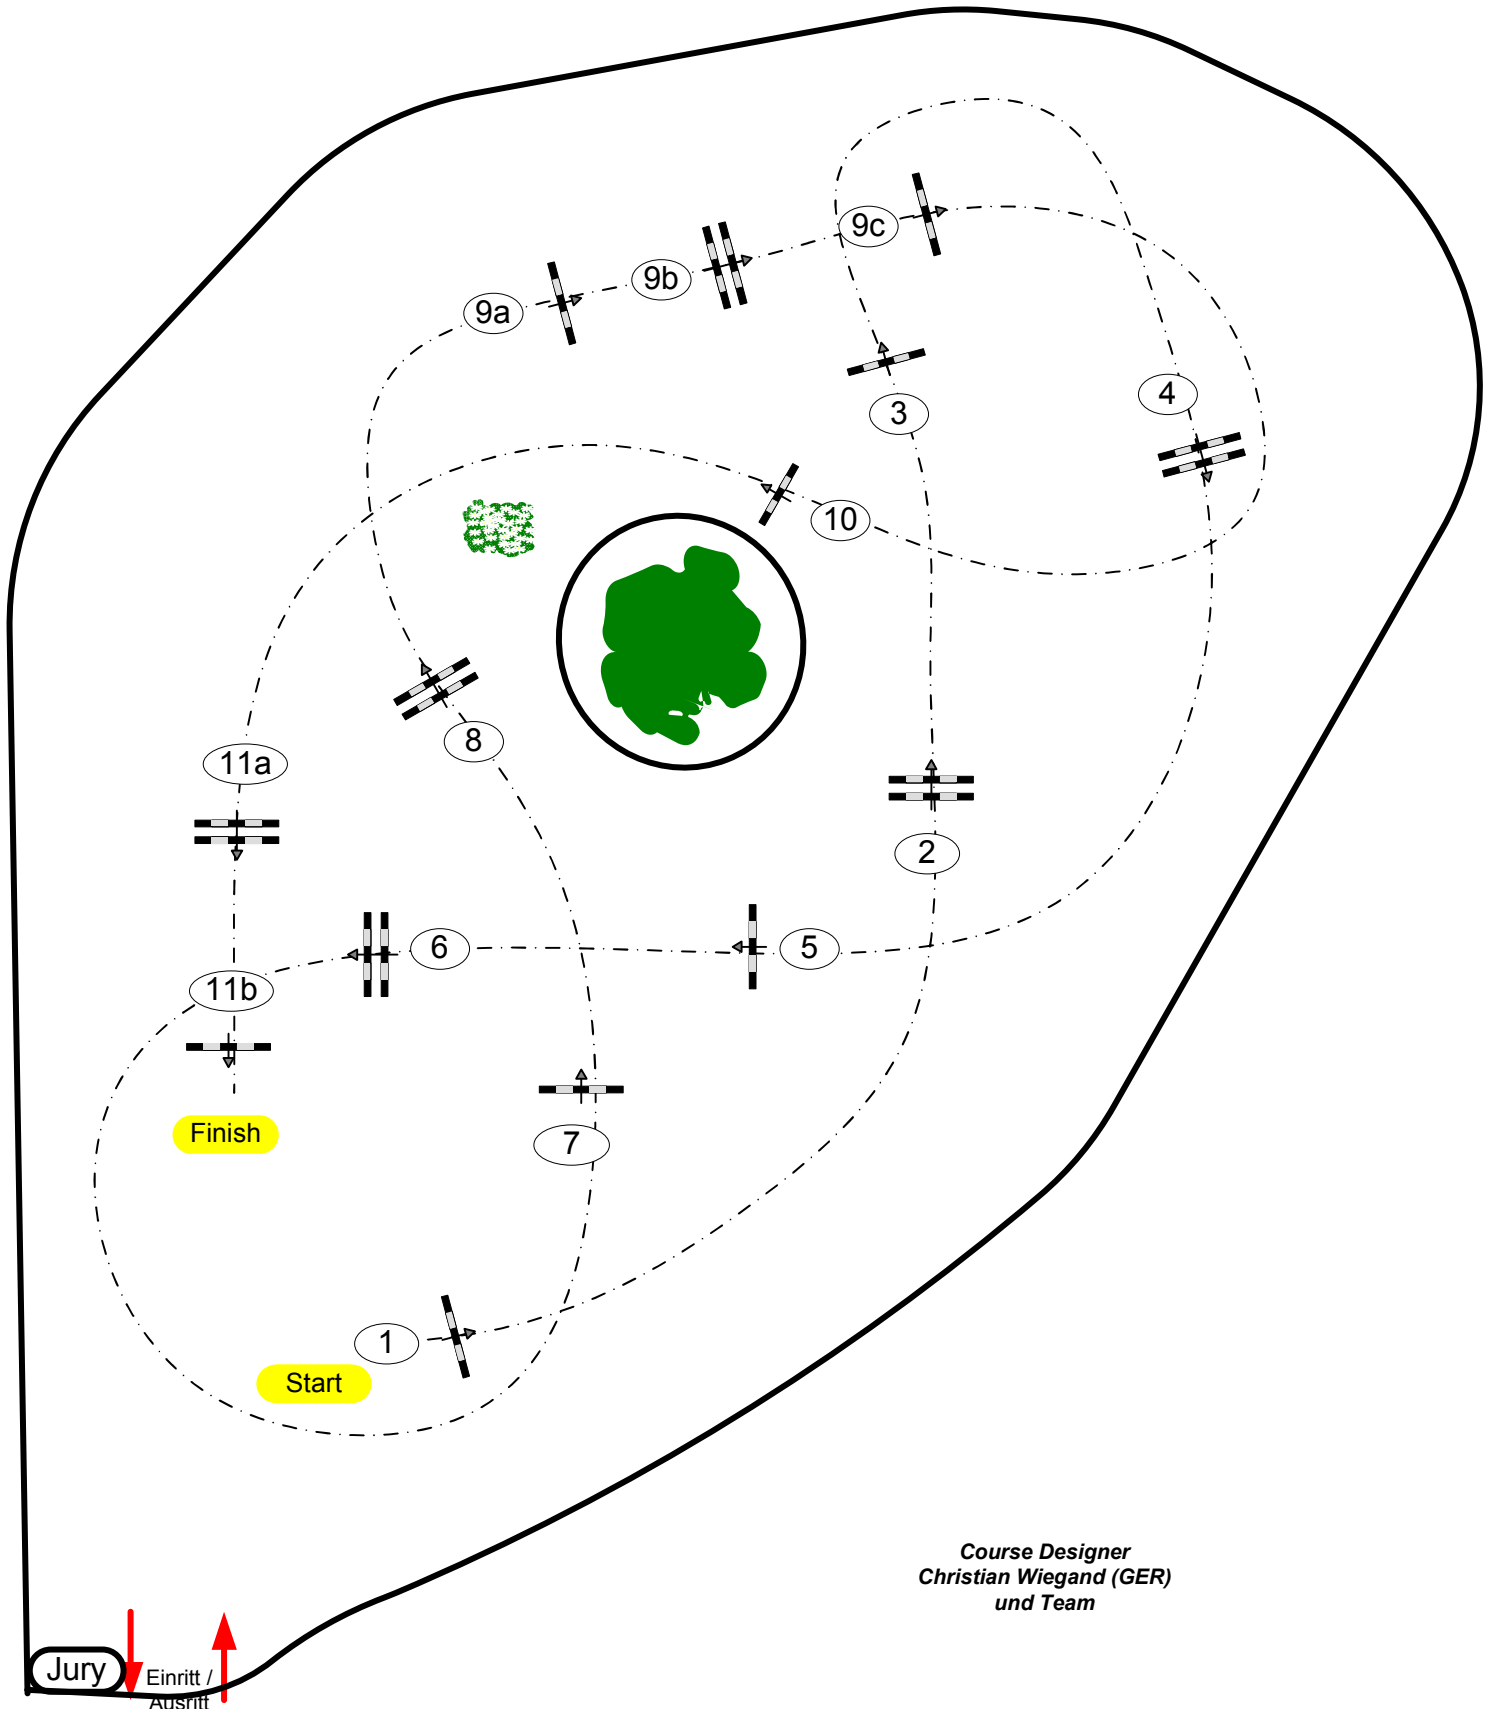 9c
9b
9a
4
3
10
8
11a
2
6
5
11b
Finish
7
1
Start
Course Designer
Christian Wiegand (GER)
und Team
Jury
Einritt /
Ausritt